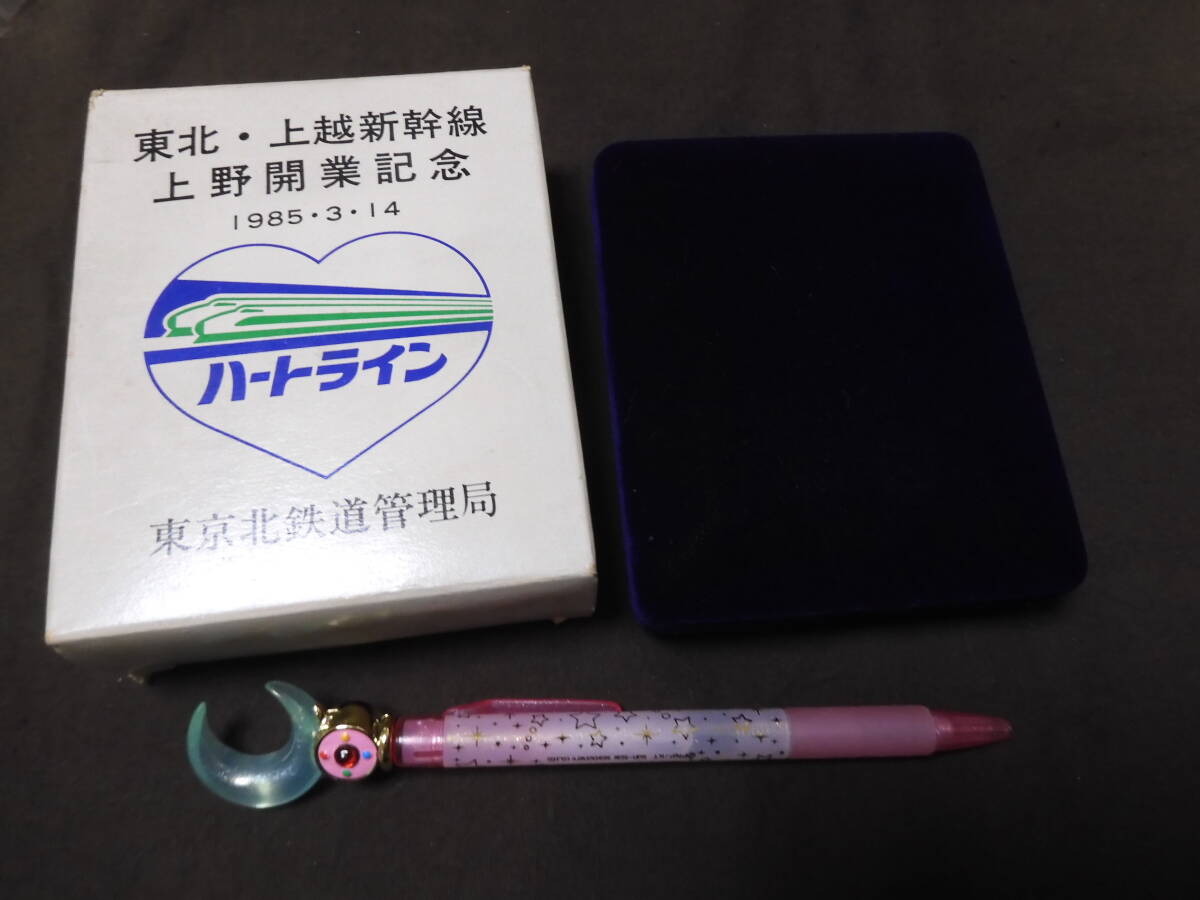 東北・上越新幹線
上野開業記念
1985・3・14
ハートライン
東京北鉄道管理局